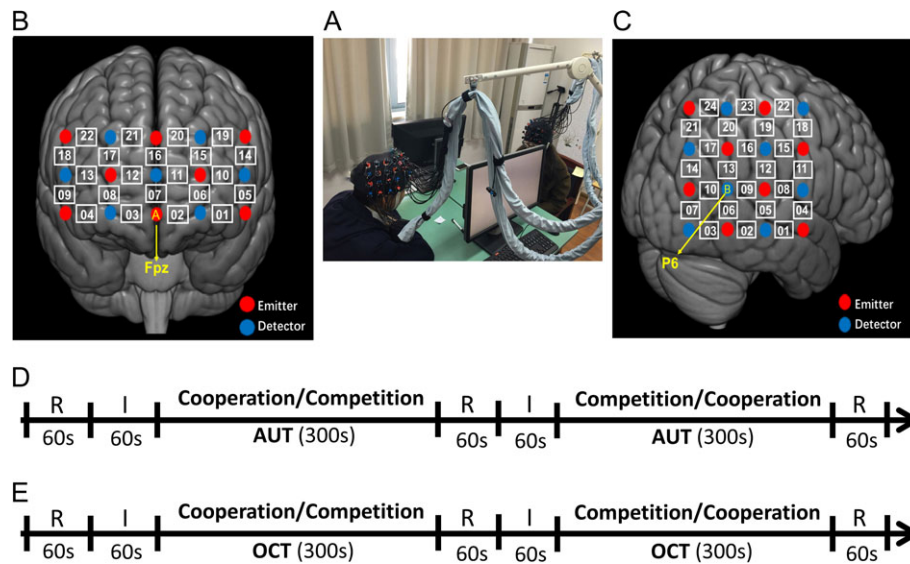 B
A
C
22 21 20 19
18 17 16 15 14
13 12 11 10
09 08 07 06 05
04 03 A 02 01
Fpz
Emitter
Detector
24 23 22
21 20 19 18
17 16 15
14 13 12 11
10 B 09 08
07 06 05 04
03 02 01
P6
Emitter
Detector
D
R I Cooperation/Competition R I Competition/Cooperation R
60s 60s AUT (300s) 60s 60s AUT (300s) 60s
E
R I Cooperation/Competition R I Competition/Cooperation R
60s 60s OCT (300s) 60s 60s OCT (300s) 60s